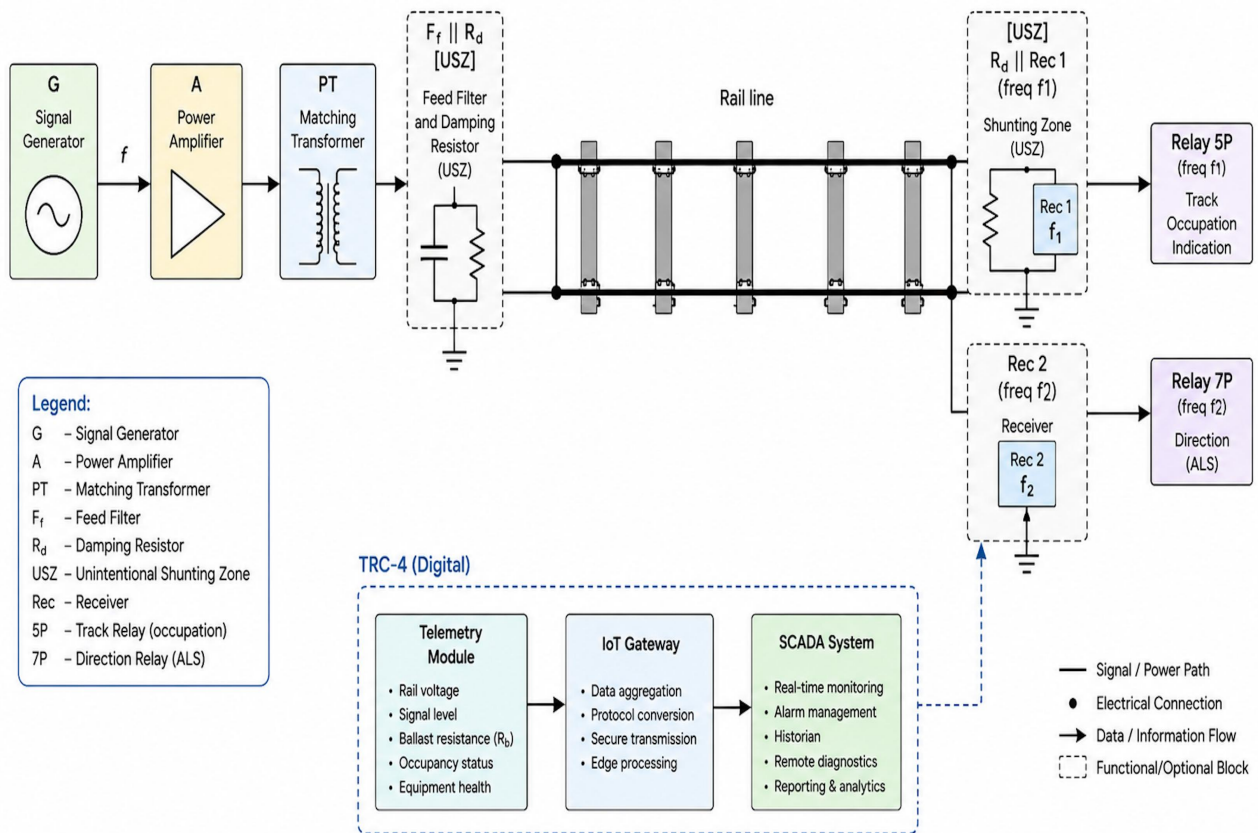 G
Signal
Generator
f
A
Power
Amplifier
PT
Matching
Transformer
F_f || R_d
[USZ]
Feed Filter
and Damping
Resistor
(USZ)
Rail line
[USZ]
R_d || Rec 1
(freq f1)
Shunting Zone
(USZ)
Rec 1
f₁
Relay 5P
(freq f1)
Track
Occupation
Indication
Rec 2
(freq f2)
Receiver
Rec 2
f₂
Relay 7P
(freq f2)
Direction
(ALS)
Legend:
G – Signal Generator
A – Power Amplifier
PT – Matching Transformer
F_f – Feed Filter
R_d – Damping Resistor
USZ – Unintentional Shunting Zone
Rec – Receiver
5P – Track Relay (occupation)
7P – Direction Relay (ALS)
TRC-4 (Digital)
Telemetry
Module
• Rail voltage
• Signal level
• Ballast resistance (R_b)
• Occupancy status
• Equipment health
IoT Gateway
• Data aggregation
• Protocol conversion
• Secure transmission
• Edge processing
SCADA System
• Real-time monitoring
• Alarm management
• Historian
• Remote diagnostics
• Reporting & analytics
Signal / Power Path
Electrical Connection
Data / Information Flow
Functional/Optional Block